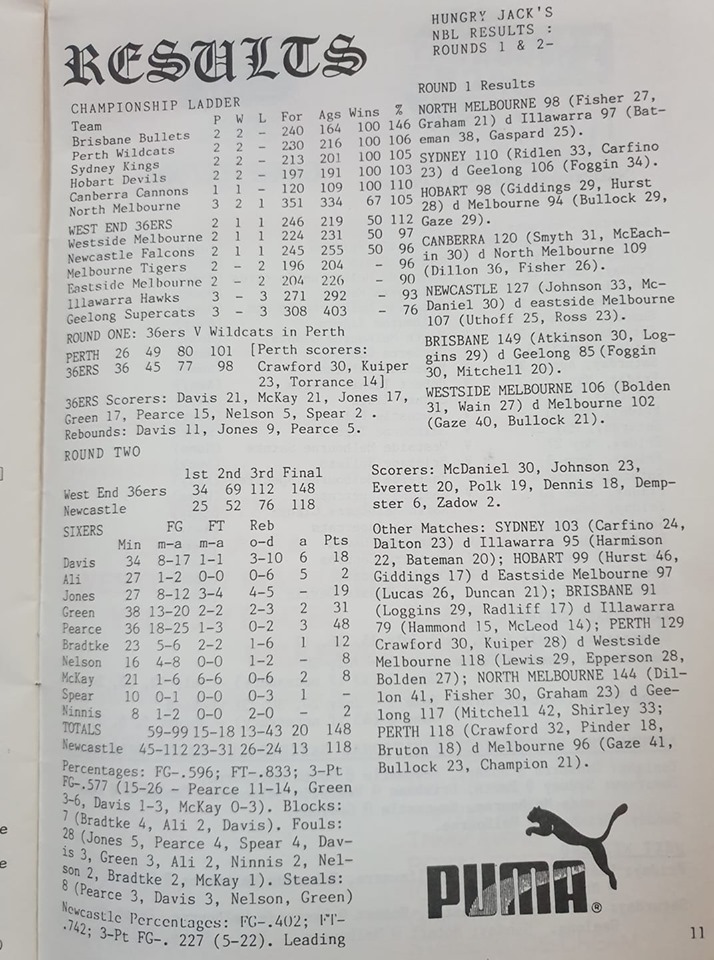 RESULTS
HUNGRY JACK'S
NBL RESULTS :
ROUNDS 1 & 2-
CHAMPIONSHIP LADDER
Team P W L For Ags Wins %
Brisbane Bullets 2 2 - 240 164 100 146
Perth Wildcats 2 2 - 230 216 100 106
Sydney Kings 2 2 - 213 201 100 105
Hobart Devils 2 2 - 197 191 100 103
Canberra Cannons 1 1 - 120 109 100 110
North Melbourne 3 2 1 351 334 67 105
WEST END 36ERS 2 1 1 246 219 50 112
Westside Melbourne 2 1 1 224 231 50 97
Newcastle Falcons 2 1 1 245 255 50 96
Melbourne Tigers 2 - 2 196 204 - 96
Eastside Melbourne 2 - 2 204 226 - 90
Illawarra Hawks 3 - 3 271 292 - 93
Geelong Supercats 3 - 3 308 403 - 76
ROUND ONE: 36ers V Wildcats in Perth
PERTH 26 49 80 101 [Perth scorers:
36ERS 36 45 77 98 Crawford 30, Kuiper
23, Torrance 14]
36ERS Scorers: Davis 21, McKay 21, Jones 17,
Green 17, Pearce 15, Nelson 5, Spear 2 .
Rebounds: Davis 11, Jones 9, Pearce 5.
ROUND 1 Results
NORTH MELBOURNE 98 (Fisher 27,
Graham 21) d Illawarra 97 (Bat-
eman 38, Gaspard 25).
SYDNEY 110 (Ridlen 33, Carfino
23) d Geelong 106 (Foggin 34).
HOBART 98 (Giddings 29, Hurst
28) d Melbourne 94 (Bullock 29,
Gaze 29).
CANBERRA 120 (Smyth 31, McEach-
in 30) d North Melbourne 109
(Dillon 36, Fisher 26).
NEWCASTLE 127 (Johnson 33, Mc-
Daniel 30) d eastside Melbourne
107 (Uthoff 25, Ross 23).
BRISBANE 149 (Atkinson 30, Log-
gins 29) d Geelong 85 (Foggin
30, Mitchell 20).
WESTSIDE MELBOURNE 106 (Bolden
31, Wain 27) d Melbourne 102
(Gaze 40, Bullock 21).
ROUND TWO
1st 2nd 3rd Final
West End 36ers 34 69 112 148
Newcastle 25 52 76 118
SIXERS FG FT Reb
Min m-a m-a o-d a Pts
Davis 34 8-17 1-1 3-10 6 18
Ali 27 1-2 0-0 0-6 5 2
Jones 27 8-12 3-4 4-5 - 19
Green 38 13-20 2-2 2-3 2 31
Pearce 36 18-25 1-3 0-2 3 48
Bradtke 23 5-6 2-2 1-6 1 12
Nelson 16 4-8 0-0 1-2 - 8
McKay 21 1-6 6-6 0-6 2 8
Spear 10 0-1 0-0 0-3 1 -
Ninnis 8 1-2 0-0 2-0 - 2
TOTALS 59-99 15-18 13-43 20 148
Newcastle 45-112 23-31 26-24 13 118
Percentages: FG-.596; FT-.833; 3-Pt
FG-.577 (15-26 - Pearce 11-14, Green
3-6, Davis 1-3, McKay 0-3). Blocks:
7 (Bradtke 4, Ali 2, Davis). Fouls:
28 (Jones 5, Pearce 4, Spear 4, Dav-
is 3, Green 3, Ali 2, Ninnis 2, Nel-
son 2, Bradtke 2, McKay 1). Steals:
8 (Pearce 3, Davis 3, Nelson, Green)
Newcastle Percentages: FG-.402; FT-
.742; 3-Pt FG-. 227 (5-22). Leading
Scorers: McDaniel 30, Johnson 23,
Everett 20, Polk 19, Dennis 18, Demp-
ster 6, Zadow 2.
Other Matches: SYDNEY 103 (Carfino 24,
Dalton 23) d Illawarra 95 (Harmison
22, Bateman 20); HOBART 99 (Hurst 46,
Giddings 17) d Eastside Melbourne 97
(Lucas 26, Duncan 21); BRISBANE 91
(Loggins 29, Radliff 17) d Illawarra
79 (Hammond 15, McLeod 14); PERTH 129
Crawford 30, Kuiper 28) d Westside
Melbourne 118 (Lewis 29, Epperson 28,
Bolden 27); NORTH MELBOURNE 144 (Dil-
lon 41, Fisher 30, Graham 23) d Gee-
long 117 (Mitchell 42, Shirley 33;
PERTH 118 (Crawford 32, Pinder 18,
Bruton 18) d Melbourne 96 (Gaze 41,
Bullock 23, Champion 21).
PUMA®
11